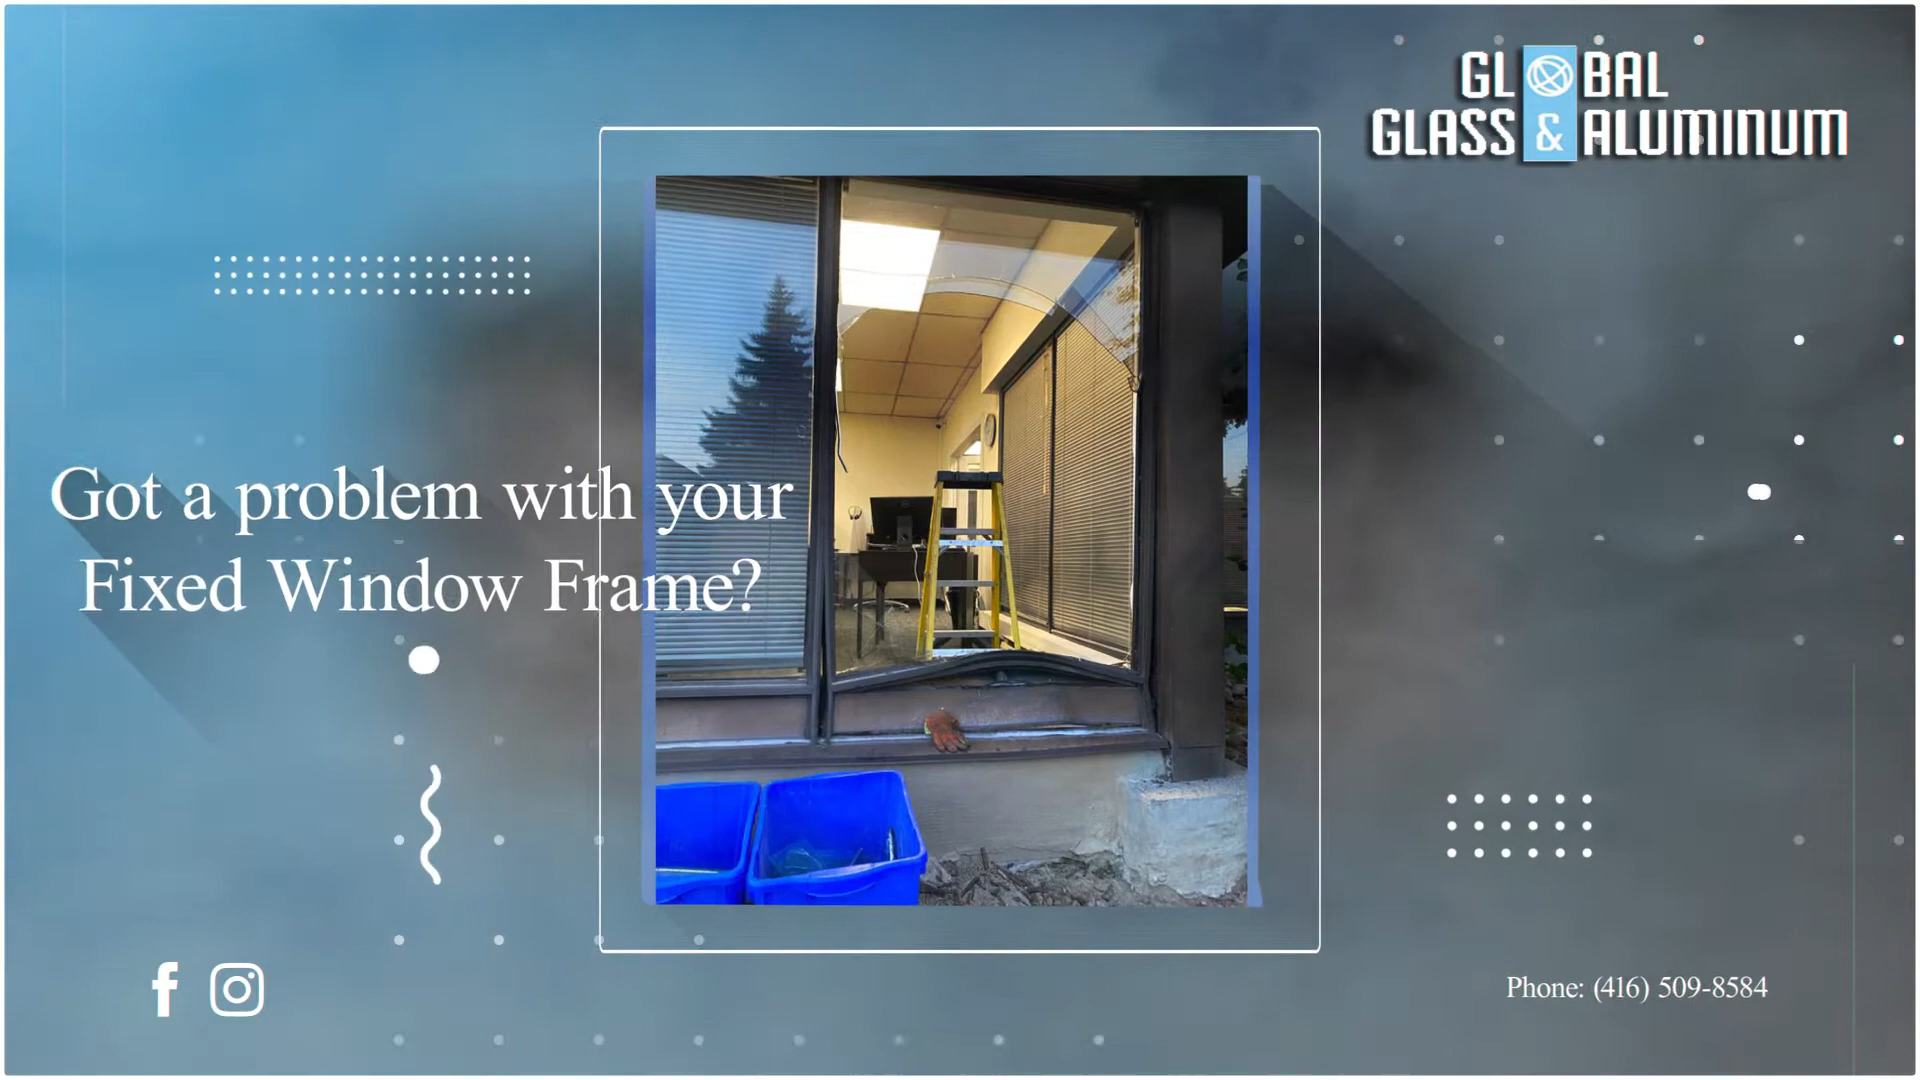 GLOBAL
GLASS & ALUMINUM
Got a problem with your
Fixed Window Frame?
Phone: (416) 509-8584